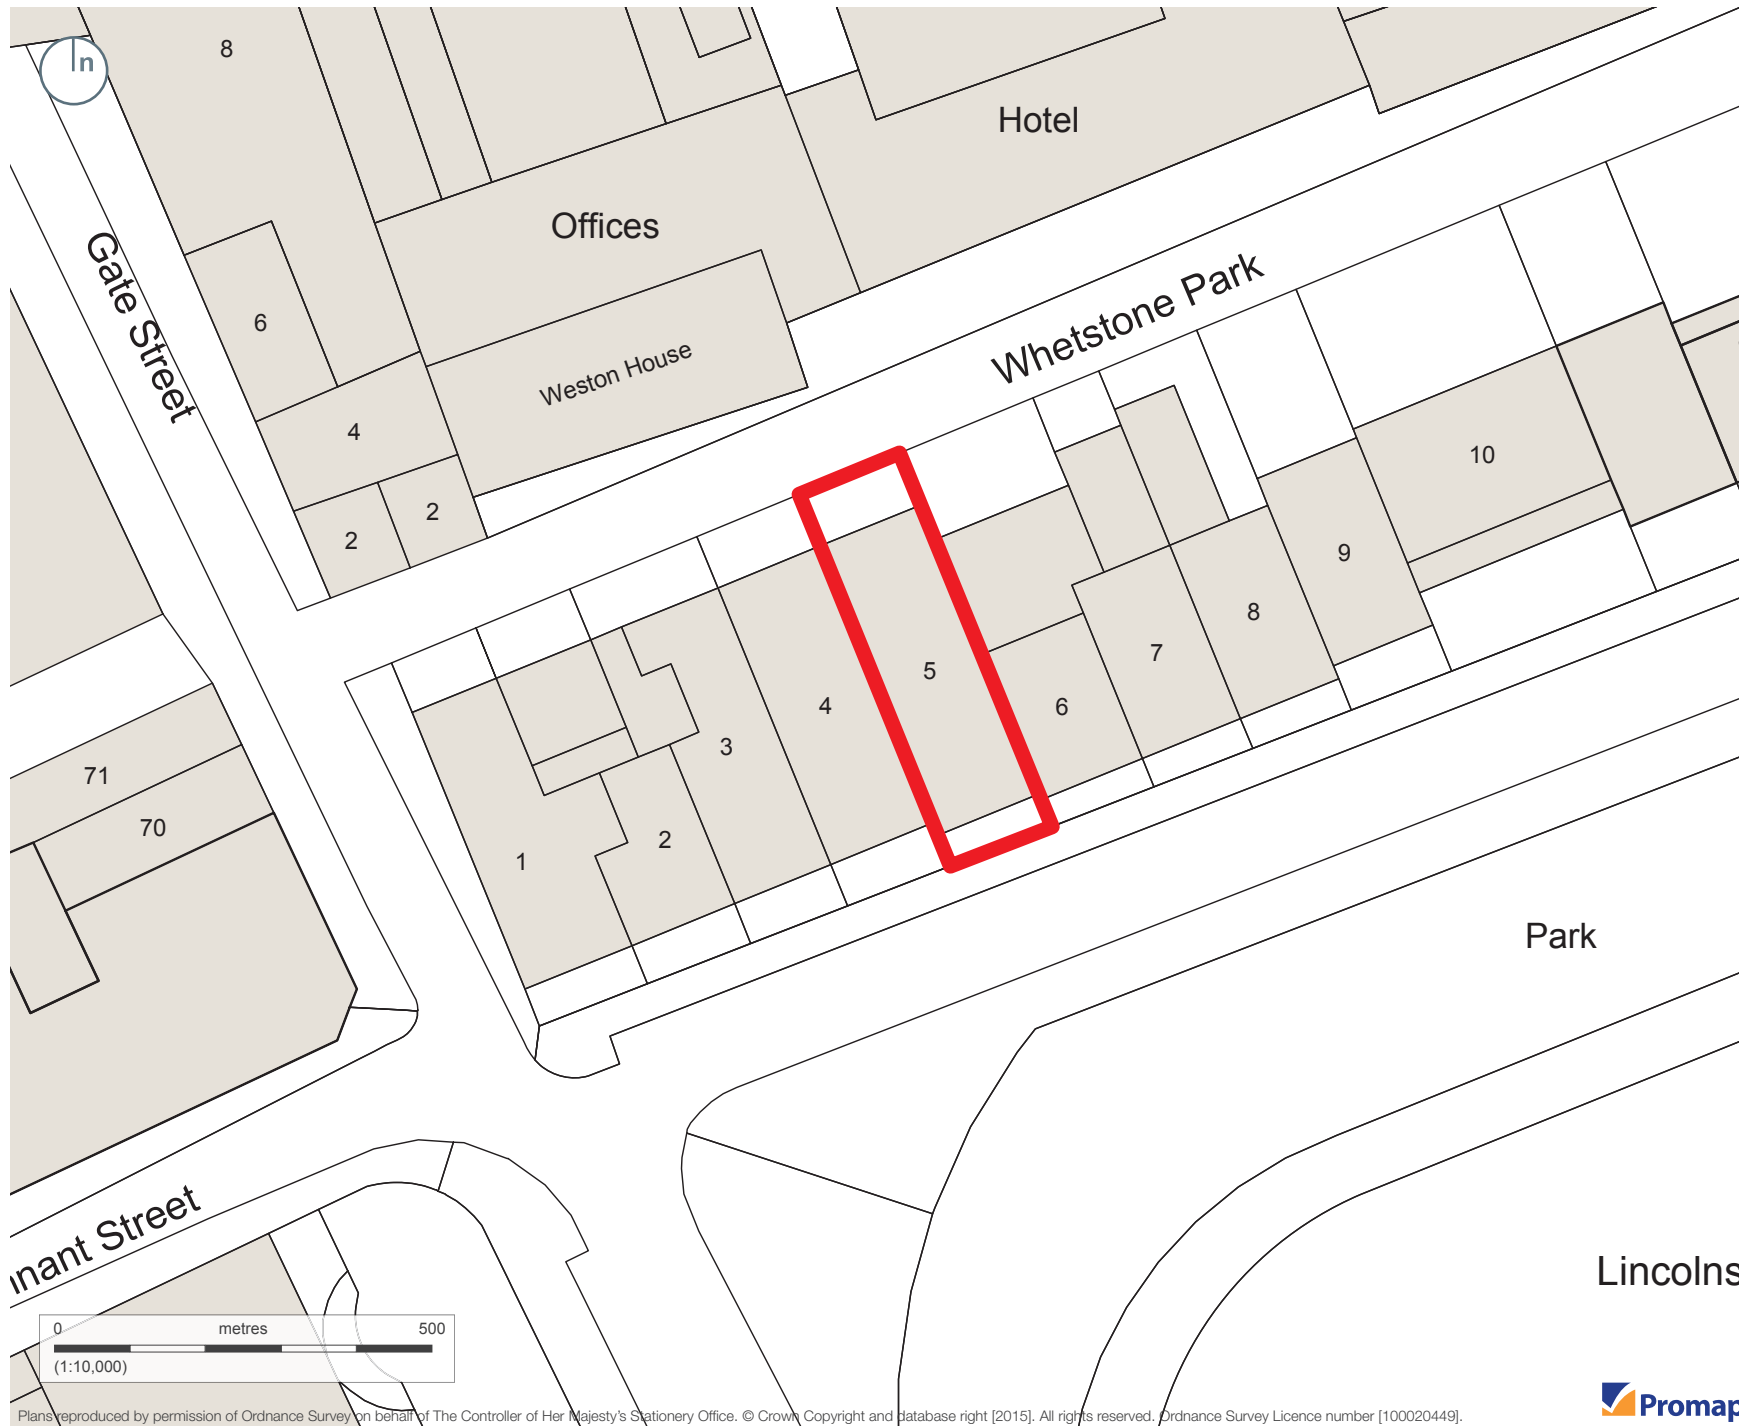 8
n
Hotel
Offices
Gate Street
6
Whetstone Park
Weston House
4
2
2
10
9
8
7
5
6
4
3
71
70
2
1
Park
nnant Street
Lincolns
0 metres 500
(1:10,000)
Promap
Plans reproduced by permission of Ordnance Survey on behalf of The Controller of Her Majesty's Stationery Office. © Crown Copyright and database right [2015]. All rights reserved. Ordnance Survey Licence number [100020449].